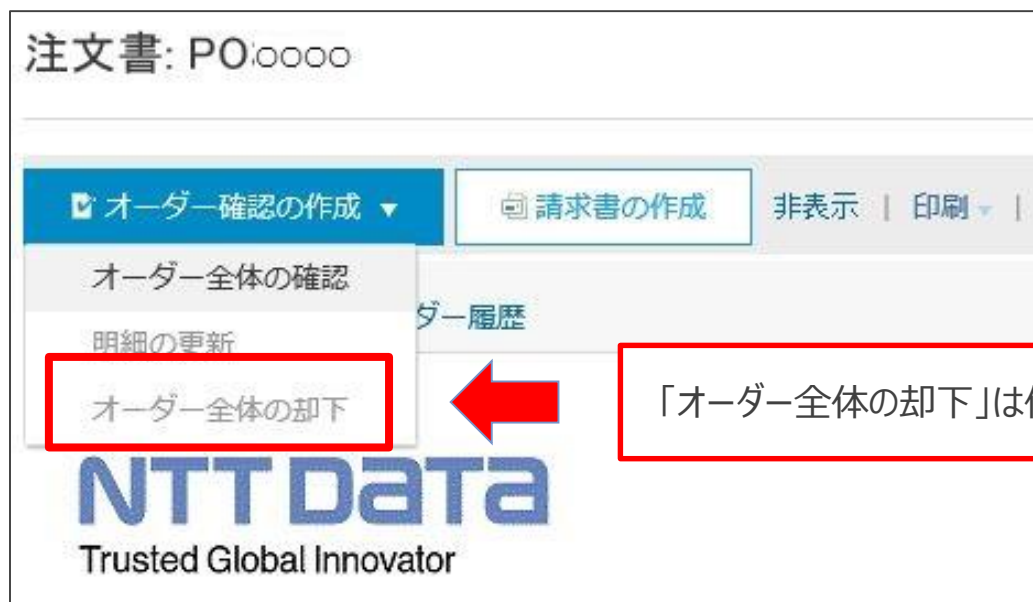 注文書: PO○○○○
オーダー確認の作成 ▼ 請求書の作成 非表示 | 印刷 |
オーダー全体の確認
ダー履歴
明細の更新
オーダー全体の却下
「オーダー全体の却下」は
NTT DATA
Trusted Global Innovator